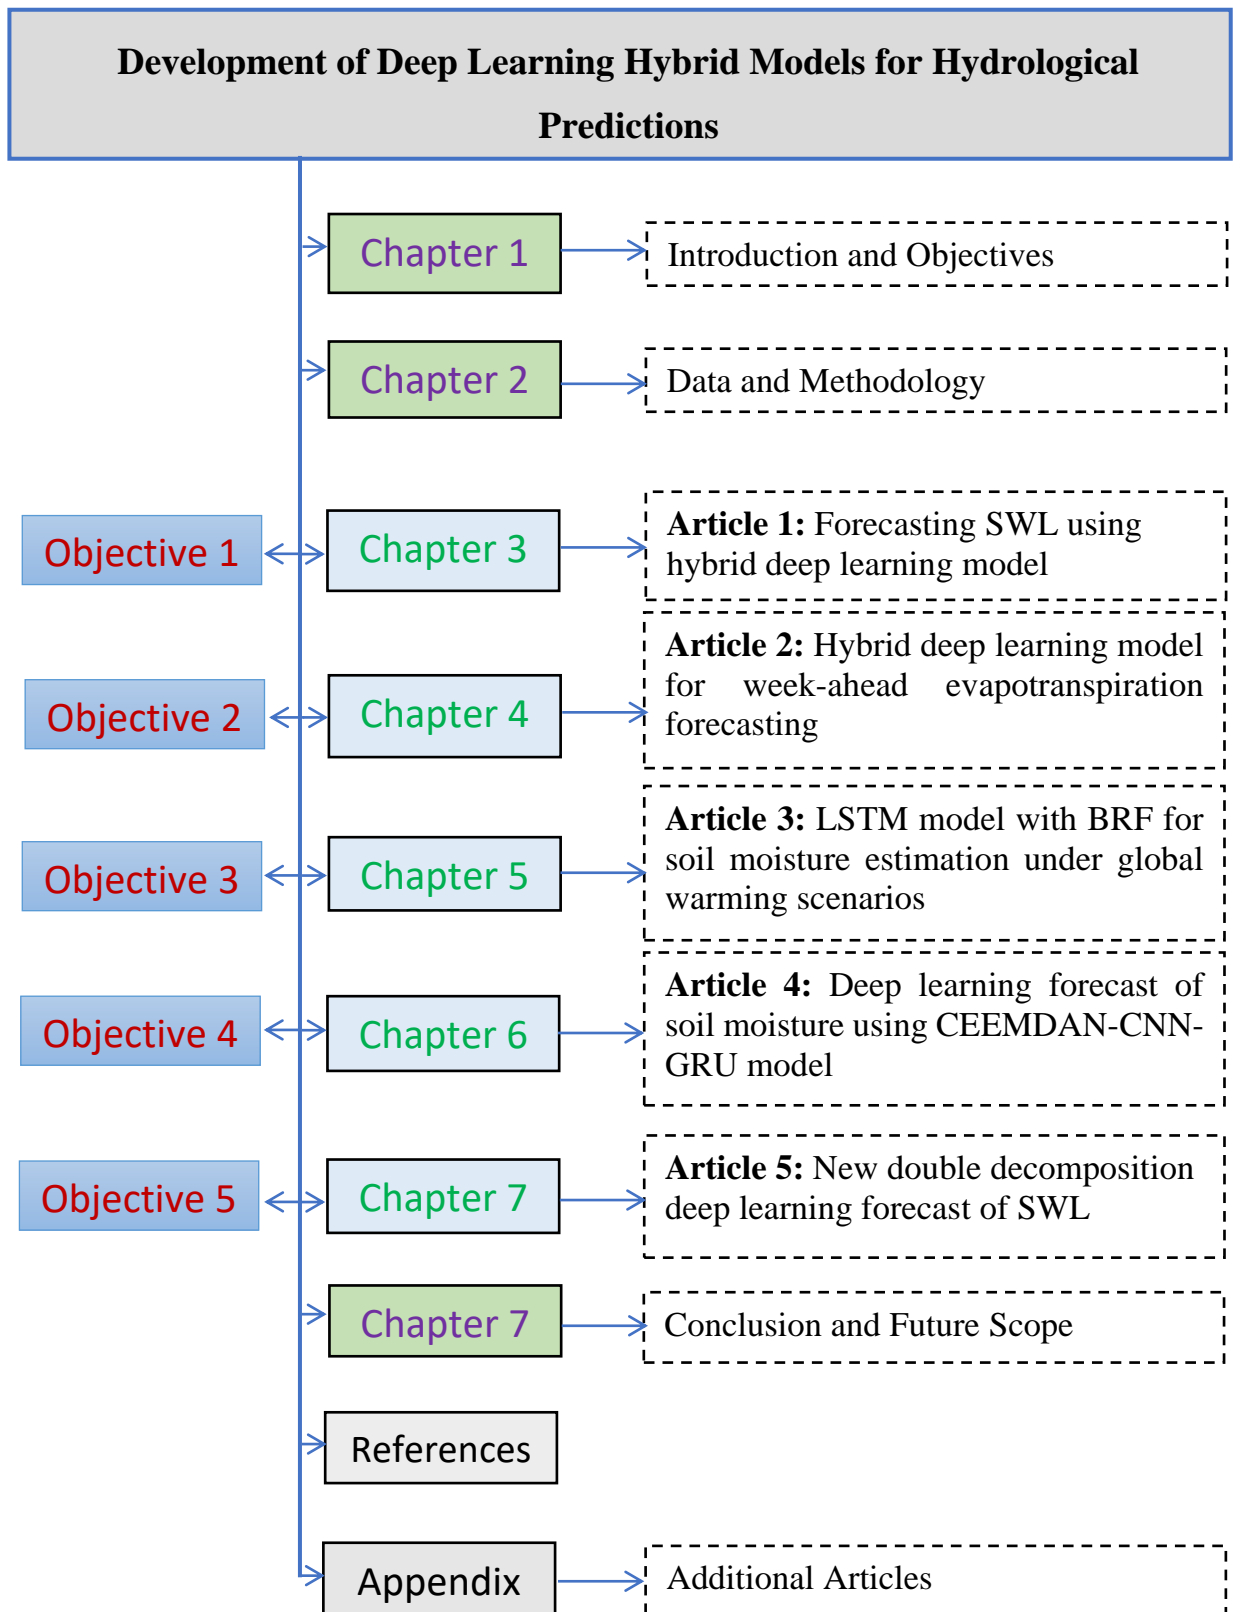 Development of Deep Learning Hybrid Models for Hydrological
Predictions
Chapter 1
Introduction and Objectives
Chapter 2
Data and Methodology
Objective 1
Chapter 3
Article 1: Forecasting SWL using
hybrid deep learning model
Objective 2
Chapter 4
Article 2: Hybrid deep learning model
for week-ahead evapotranspiration
forecasting
Objective 3
Chapter 5
Article 3: LSTM model with BRF for
soil moisture estimation under global
warming scenarios
Objective 4
Chapter 6
Article 4: Deep learning forecast of
soil moisture using CEEMDAN-CNN-
GRU model
Objective 5
Chapter 7
Article 5: New double decomposition
deep learning forecast of SWL
Chapter 7
Conclusion and Future Scope
References
Appendix
Additional Articles